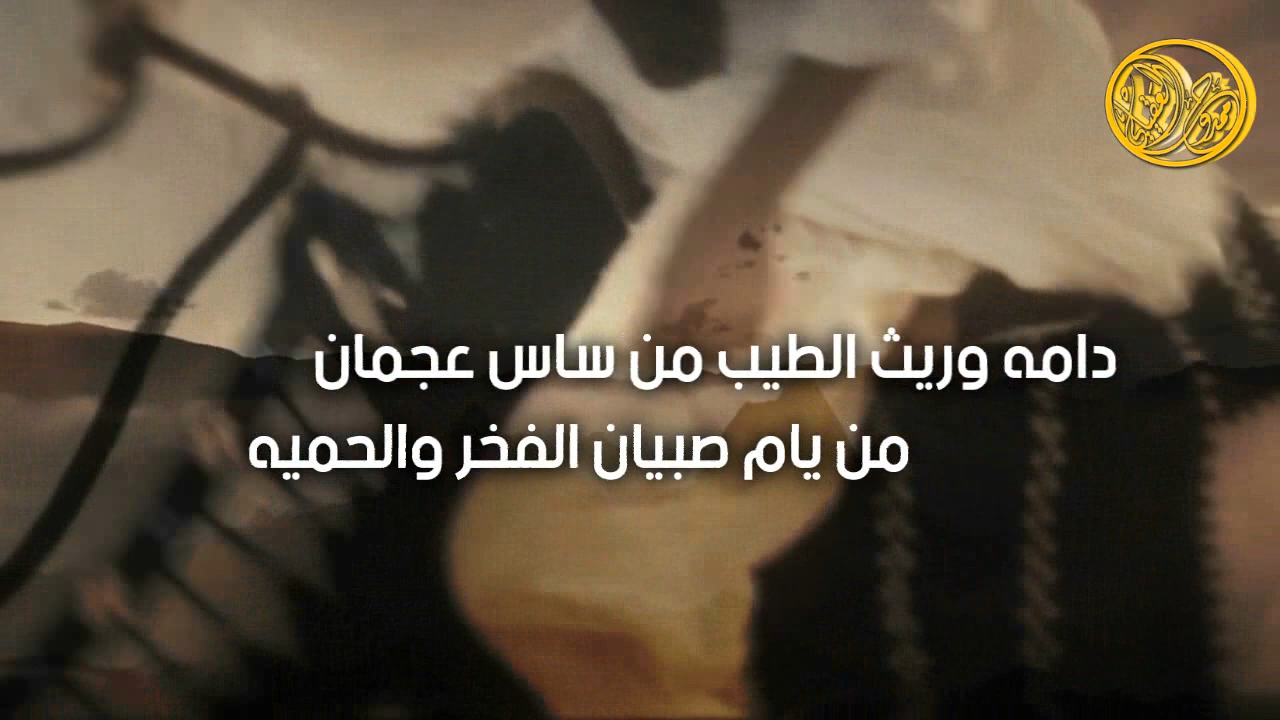 دامه وريث الطيب من ساس عجمان
من يام صبيان الفخر والحميه